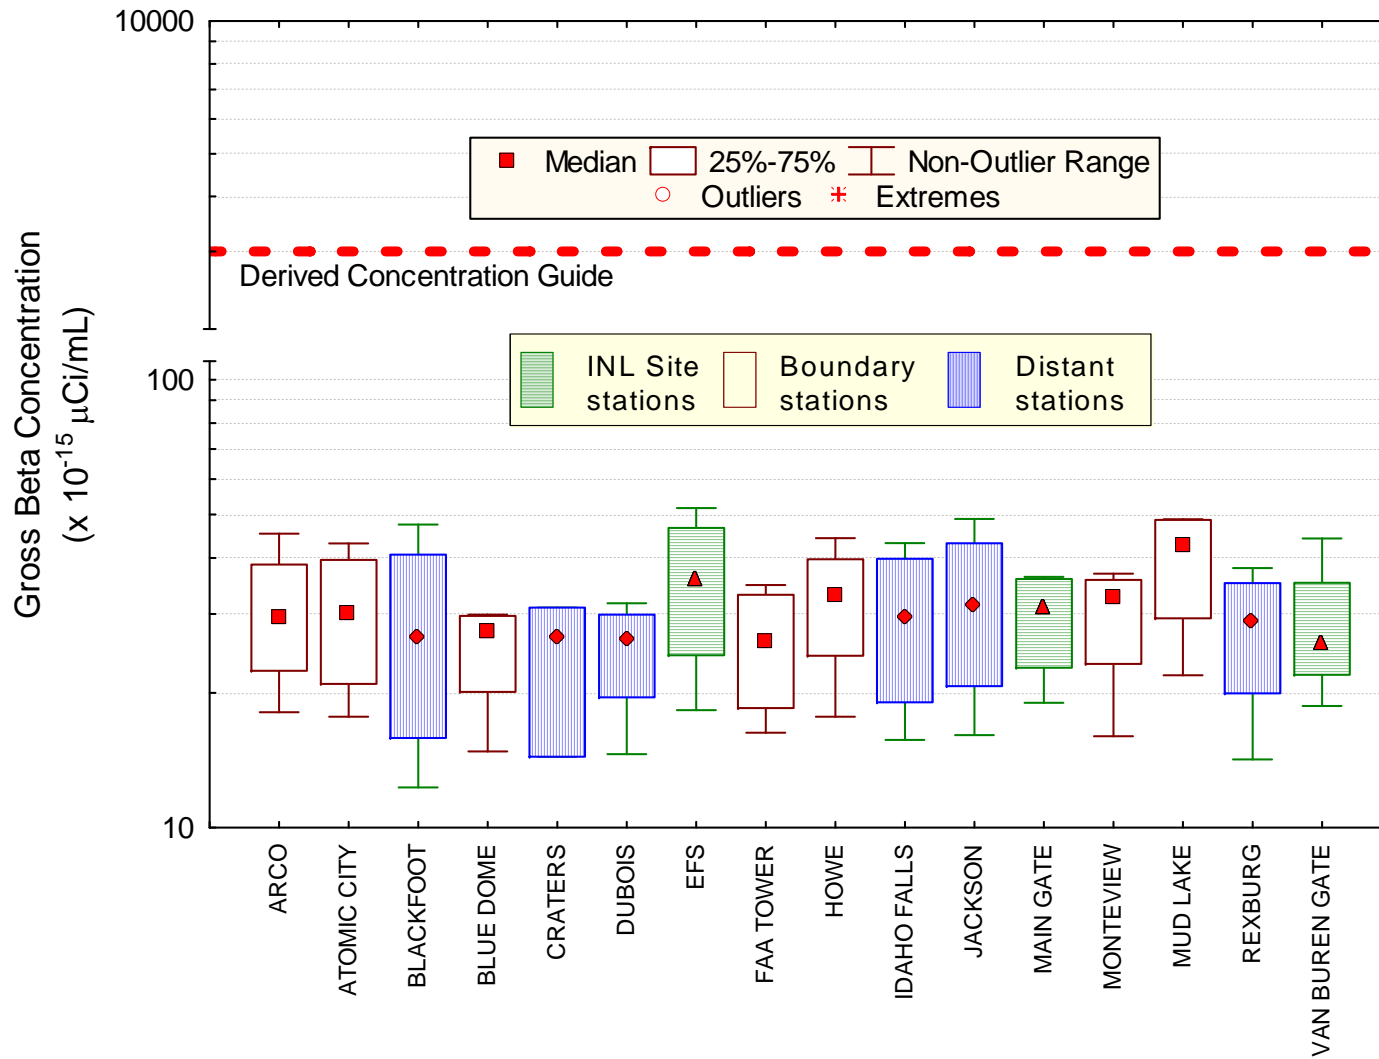 10000
Median 25%-75% Non-Outlier Range
Outliers Extremes
Derived Concentration Guide
Gross Beta Concentration
(x 10⁻¹⁵ μCi/mL)
INL Site
stations
Boundary
stations
Distant
stations
100
10
ARCO
ATOMIC CITY
BLACKFOOT
BLUE DOME
CRATERS
DUBOIS
EFS
FAA TOWER
HOWE
IDAHO FALLS
JACKSON
MAIN GATE
MONTEVIEW
MUD LAKE
REXBURG
VAN BUREN GATE